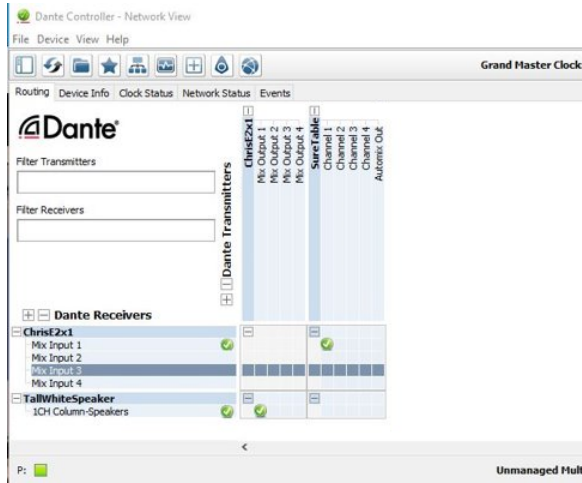 Dante Controller - Network View
File Device View Help
Grand Master Clock:
Routing Device Info Clock Status Network Status Events
Dante
Filter Transmitters
Filter Receivers
Dante Transmitters
ChrisE2x1
Mix Output 1
Mix Output 2
Mix Output 3
Mix Output 4
SureTable
Channel 1
Channel 2
Channel 3
Channel 4
Automix Out
Dante Receivers
ChrisE2x1
Mix Input 1
Mix Input 2
Mix Input 3
Mix Input 4
TallWhiteSpeaker
1CH Column-Speakers
P:
Unmanaged Mult